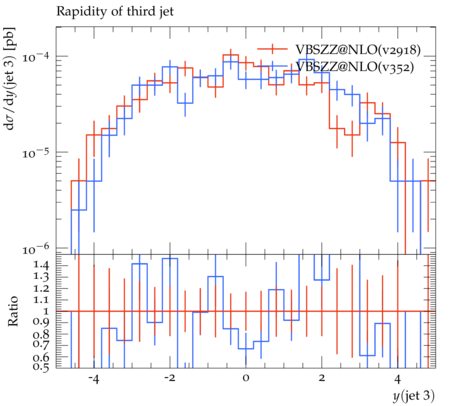 Rapidity of third jet
dσ/dy(jet 3) [pb]
10⁻⁴
VBSZZ@NLO(v2918)
VBSZZ@NLO(v352)
10⁻⁵
10⁻⁶
Ratio
1.4
1.3
1.2
1.1
1
0.9
0.8
0.7
0.6
0.5
-4 -2 0 2 4
y(jet 3)